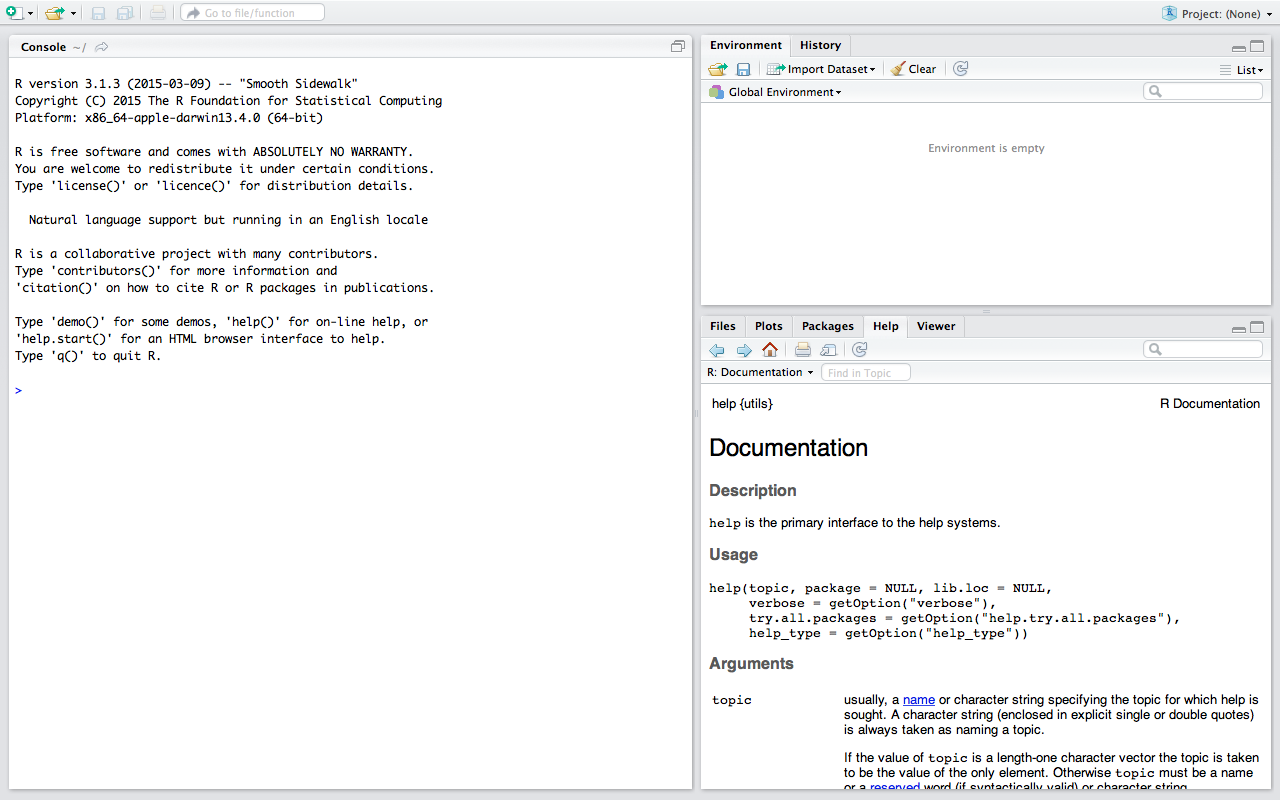 Go to file/function
Project: (None)
Console ~/
R version 3.1.3 (2015-03-09) -- "Smooth Sidewalk"
Copyright (C) 2015 The R Foundation for Statistical Computing
Platform: x86_64-apple-darwin13.4.0 (64-bit)
R is free software and comes with ABSOLUTELY NO WARRANTY.
You are welcome to redistribute it under certain conditions.
Type 'license()' or 'licence()' for distribution details.
Natural language support but running in an English locale
R is a collaborative project with many contributors.
Type 'contributors()' for more information and
'citation()' on how to cite R or R packages in publications.
Type 'demo()' for some demos, 'help()' for on-line help, or
'help.start()' for an HTML browser interface to help.
Type 'q()' to quit R.
>
Environment History
Import Dataset Clear List
Global Environment
Environment is empty
Files Plots Packages Help Viewer
R: Documentation Find in Topic
help {utils} R Documentation
Documentation
Description
help is the primary interface to the help systems.
Usage
help(topic, package = NULL, lib.loc = NULL,
verbose = getOption("verbose"),
try.all.packages = getOption("help.try.all.packages"),
help_type = getOption("help_type"))
Arguments
topic usually, a name or character string specifying the topic for which help is
sought. A character string (enclosed in explicit single or double quotes)
is always taken as naming a topic.
If the value of topic is a length-one character vector the topic is taken
to be the value of the only element. Otherwise topic must be a name
or a reserved word (if syntactically valid) or character string.